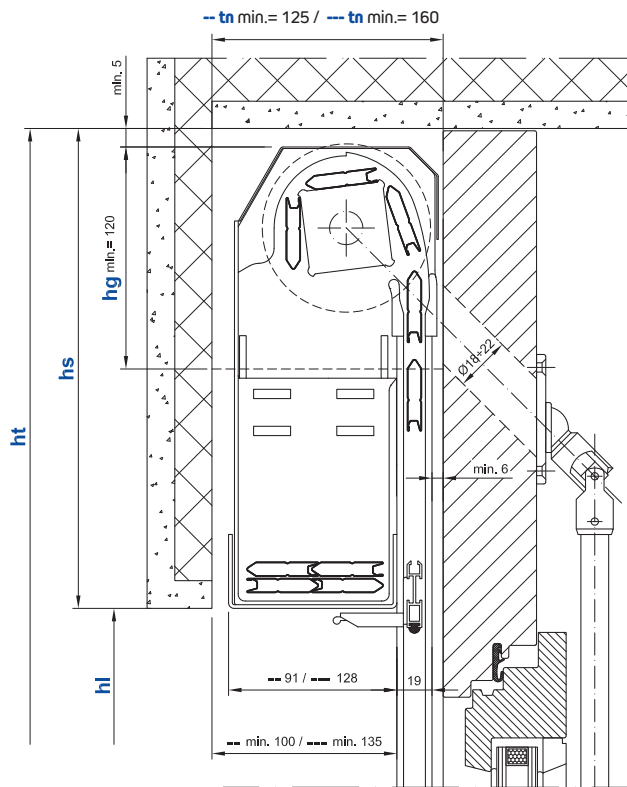 -- tn min.= 125 / --- tn min.= 160
min. 5
hg min.= 120
hs
ht
Ø18÷22
min. 6
hl
-- 91 / --- 128
19
-- min. 100 / --- min. 135